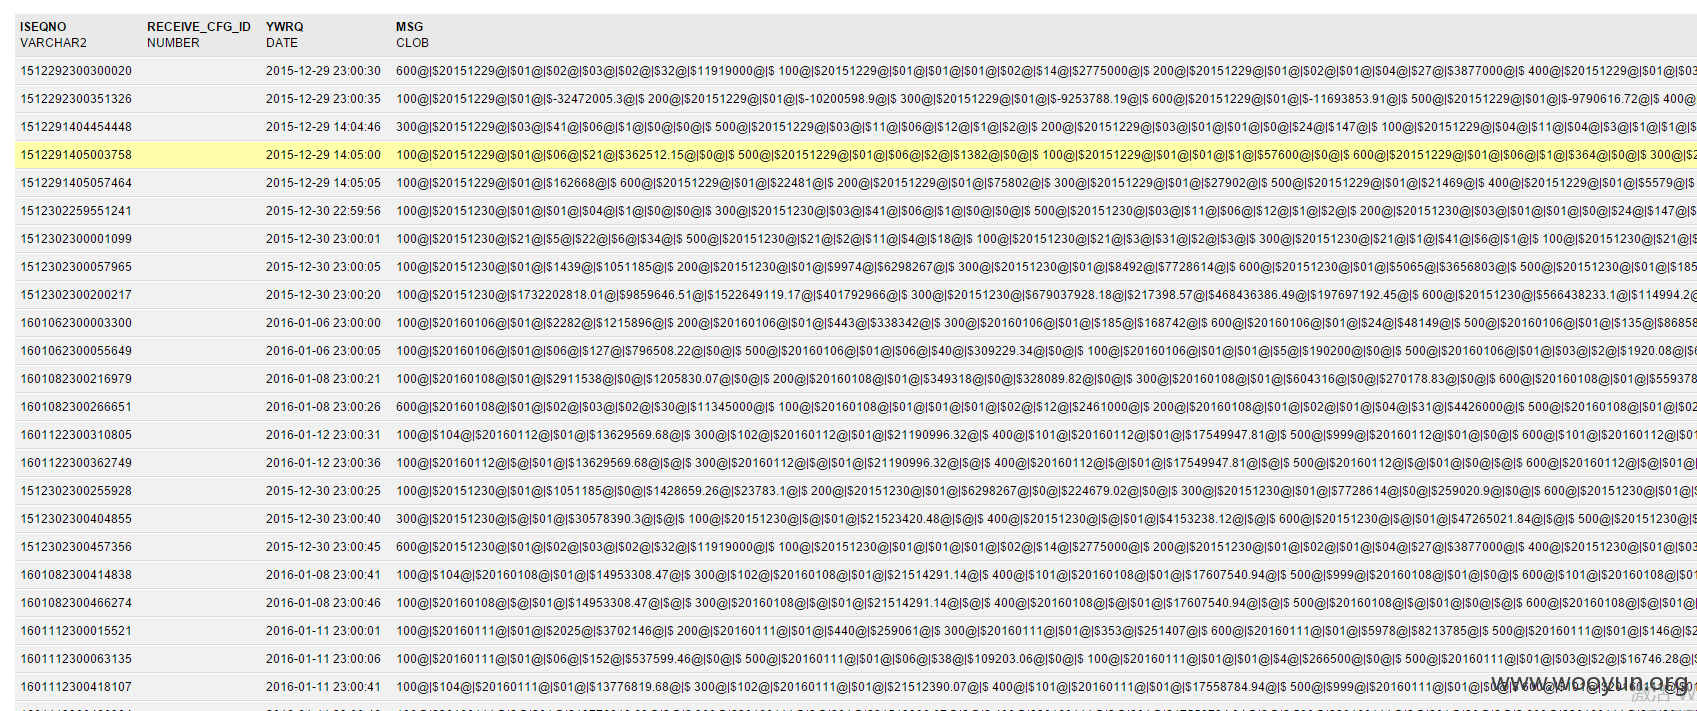 ISEQNO RECEIVE_CFG_ID YWRQ MSG
VARCHAR2 NUMBER DATE CLOB
1512292300300020 2015-12-29 23:00:30 600@|$20151229@|$01@|$02@|$03@|$02@|$32@|$11919000@|$ 100@|$20151229@|$01@|$01@|$01@|$02@|$14@|$2775000@|$ 200@|$20151229@|$01@|$02@|$01@|$04@|$27@|$3877000@|$ 400@|$20151229@|$01@|$03
1512292300351326 2015-12-29 23:00:35 100@|$20151229@|$01@|$-32472005.3@|$ 200@|$20151229@|$01@|$-10200598.9@|$ 300@|$20151229@|$01@|$-9253788.19@|$ 600@|$20151229@|$01@|$-11693853.91@|$ 500@|$20151229@|$01@|$-9790616.72@|$ 400@
1512291404454448 2015-12-29 14:04:46 300@|$20151229@|$03@|$41@|$06@|$1@|$0@|$0@|$ 500@|$20151229@|$03@|$11@|$06@|$12@|$1@|$2@|$ 200@|$20151229@|$03@|$01@|$01@|$0@|$24@|$147@|$ 100@|$20151229@|$04@|$11@|$04@|$3@|$1@|$1@|$
1512291405003758 2015-12-29 14:05:00 100@|$20151229@|$01@|$06@|$21@|$362512.15@|$0@|$ 500@|$20151229@|$01@|$06@|$2@|$1382@|$0@|$ 100@|$20151229@|$01@|$01@|$1@|$57600@|$0@|$ 600@|$20151229@|$01@|$06@|$1@|$364@|$0@|$ 300@|$2
1512291405057464 2015-12-29 14:05:05 100@|$20151229@|$01@|$162668@|$ 600@|$20151229@|$01@|$22481@|$ 200@|$20151229@|$01@|$75802@|$ 300@|$20151229@|$01@|$27902@|$ 500@|$20151229@|$01@|$21469@|$ 400@|$20151229@|$01@|$5579@|$
1512302259551241 2015-12-30 22:59:56 100@|$20151230@|$01@|$01@|$04@|$1@|$0@|$0@|$ 300@|$20151230@|$03@|$41@|$06@|$1@|$0@|$0@|$ 500@|$20151230@|$03@|$11@|$06@|$12@|$1@|$2@|$ 200@|$20151230@|$03@|$01@|$01@|$0@|$24@|$147@|$
1512302300001099 2015-12-30 23:00:01 100@|$20151230@|$21@|$5@|$22@|$6@|$34@|$ 500@|$20151230@|$21@|$2@|$11@|$4@|$18@|$ 100@|$20151230@|$21@|$3@|$31@|$2@|$3@|$ 300@|$20151230@|$21@|$1@|$41@|$6@|$1@|$ 100@|$20151230@|$21@|$
1512302300057965 2015-12-30 23:00:05 100@|$20151230@|$01@|$1439@|$1051185@|$ 200@|$20151230@|$01@|$9974@|$6298267@|$ 300@|$20151230@|$01@|$8492@|$7728614@|$ 600@|$20151230@|$01@|$5065@|$3656803@|$ 500@|$20151230@|$01@|$185
1512302300200217 2015-12-30 23:00:20 100@|$20151230@|$1732202818.01@|$9859646.51@|$1522649119.17@|$401792966@|$ 300@|$20151230@|$679037928.18@|$217398.57@|$468436386.49@|$197697192.45@|$ 600@|$20151230@|$566438233.1@|$114994.2@
1601062300003300 2016-01-06 23:00:00 100@|$20160106@|$01@|$2282@|$1215896@|$ 200@|$20160106@|$01@|$443@|$338342@|$ 300@|$20160106@|$01@|$185@|$168742@|$ 600@|$20160106@|$01@|$24@|$48149@|$ 500@|$20160106@|$01@|$135@|$8685
1601062300055649 2016-01-06 23:00:05 100@|$20160106@|$01@|$06@|$127@|$796508.22@|$0@|$ 500@|$20160106@|$01@|$06@|$40@|$309229.34@|$0@|$ 100@|$20160106@|$01@|$01@|$5@|$190200@|$0@|$ 500@|$20160106@|$01@|$03@|$2@|$1920.08@|$
1601082300216979 2016-01-08 23:00:21 100@|$20160108@|$01@|$2911538@|$0@|$1205830.07@|$0@|$ 200@|$20160108@|$01@|$349318@|$0@|$328089.82@|$0@|$ 300@|$20160108@|$01@|$604316@|$0@|$270178.83@|$0@|$ 600@|$20160108@|$01@|$559378
1601082300266651 2016-01-08 23:00:26 600@|$20160108@|$01@|$02@|$03@|$02@|$30@|$11345000@|$ 100@|$20160108@|$01@|$01@|$01@|$02@|$12@|$2461000@|$ 200@|$20160108@|$01@|$02@|$01@|$04@|$31@|$4426000@|$ 500@|$20160108@|$01@|$02
1601122300310805 2016-01-12 23:00:31 100@|$104@|$20160112@|$01@|$13629569.68@|$ 300@|$102@|$20160112@|$01@|$21190996.32@|$ 400@|$101@|$20160112@|$01@|$17549947.81@|$ 500@|$999@|$20160112@|$01@|$0@|$ 600@|$101@|$20160112@|$01
1601122300362749 2016-01-12 23:00:36 100@|$20160112@|$@|$01@|$13629569.68@|$@|$ 300@|$20160112@|$@|$01@|$21190996.32@|$@|$ 400@|$20160112@|$@|$01@|$17549947.81@|$@|$ 500@|$20160112@|$@|$01@|$0@|$@|$ 600@|$20160112@|$@|$01@|
1512302300255928 2015-12-30 23:00:25 100@|$20151230@|$01@|$1051185@|$0@|$1428659.26@|$23783.1@|$ 200@|$20151230@|$01@|$6298267@|$0@|$224679.02@|$0@|$ 300@|$20151230@|$01@|$7728614@|$0@|$259020.9@|$0@|$ 600@|$20151230@|$01@|$
1512302300404855 2015-12-30 23:00:40 300@|$20151230@|$@|$01@|$30578390.3@|$@|$ 100@|$20151230@|$@|$01@|$21523420.48@|$@|$ 400@|$20151230@|$@|$01@|$4153238.12@|$@|$ 600@|$20151230@|$@|$01@|$47265021.84@|$@|$ 500@|$20151230@|$
1512302300457356 2015-12-30 23:00:45 600@|$20151230@|$01@|$02@|$03@|$02@|$32@|$11919000@|$ 100@|$20151230@|$01@|$01@|$01@|$02@|$14@|$2775000@|$ 200@|$20151230@|$01@|$02@|$01@|$04@|$27@|$3877000@|$ 400@|$20151230@|$01@|$03
1601082300414838 2016-01-08 23:00:41 100@|$104@|$20160108@|$01@|$14953308.47@|$ 300@|$102@|$20160108@|$01@|$21514291.14@|$ 400@|$101@|$20160108@|$01@|$17607540.94@|$ 500@|$999@|$20160108@|$01@|$0@|$ 600@|$101@|$20160108@|$01
1601082300466274 2016-01-08 23:00:46 100@|$20160108@|$@|$01@|$14953308.47@|$@|$ 300@|$20160108@|$@|$01@|$21514291.14@|$@|$ 400@|$20160108@|$@|$01@|$17607540.94@|$@|$ 500@|$20160108@|$@|$01@|$0@|$@|$ 600@|$20160108@|$@|$01@|
1601112300015521 2016-01-11 23:00:01 100@|$20160111@|$01@|$2025@|$3702146@|$ 200@|$20160111@|$01@|$440@|$259061@|$ 300@|$20160111@|$01@|$353@|$251407@|$ 600@|$20160111@|$01@|$5978@|$8213785@|$ 500@|$20160111@|$01@|$146@|$2
1601112300063135 2016-01-11 23:00:06 100@|$20160111@|$01@|$06@|$152@|$537599.46@|$0@|$ 500@|$20160111@|$01@|$06@|$38@|$109203.06@|$0@|$ 100@|$20160111@|$01@|$01@|$4@|$266500@|$0@|$ 500@|$20160111@|$01@|$03@|$2@|$16746.28@|$
1601112300418107 2016-01-11 23:00:41 100@|$104@|$20160111@|$01@|$13776819.68@|$ 300@|$102@|$20160111@|$01@|$21512390.07@|$ 400@|$101@|$20160111@|$01@|$17558784.94@|$ 500@|$999@|$20160111@|$01@|
www.wooyun.org
激活